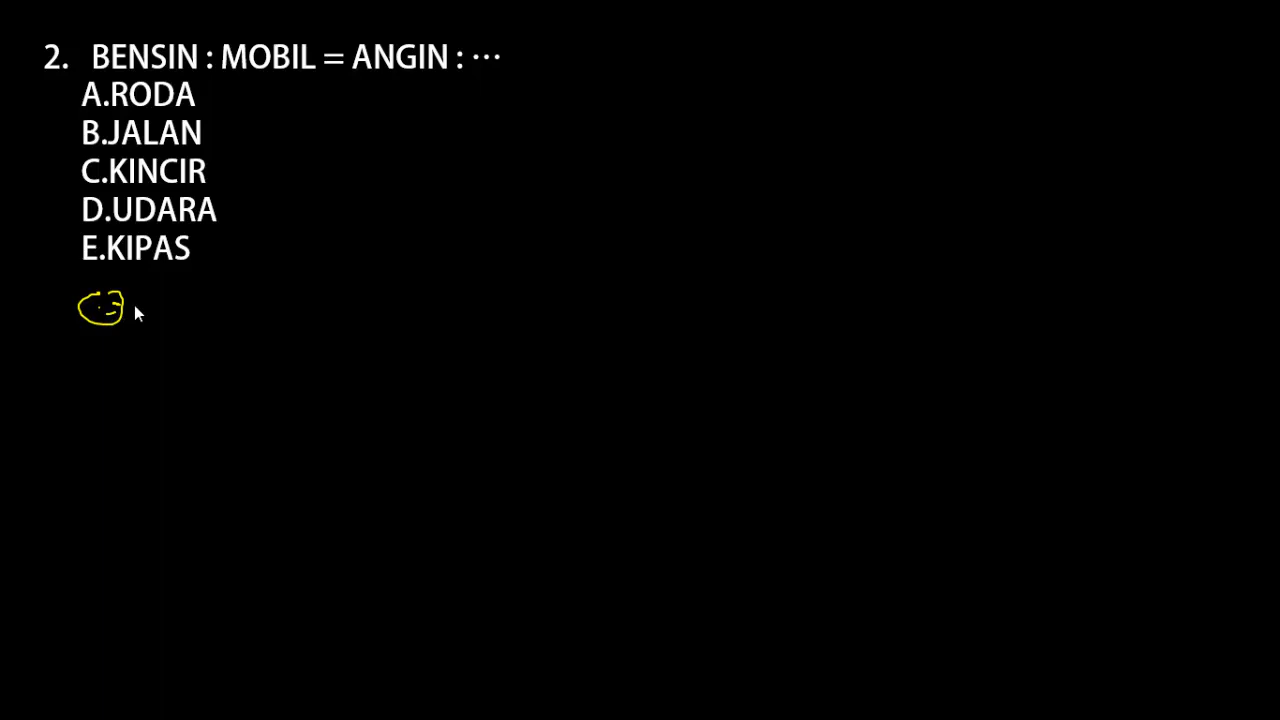 2. BENSIN : MOBIL = ANGIN : ⋯
A.RODA
B.JALAN
C.KINCIR
D.UDARA
E.KIPAS